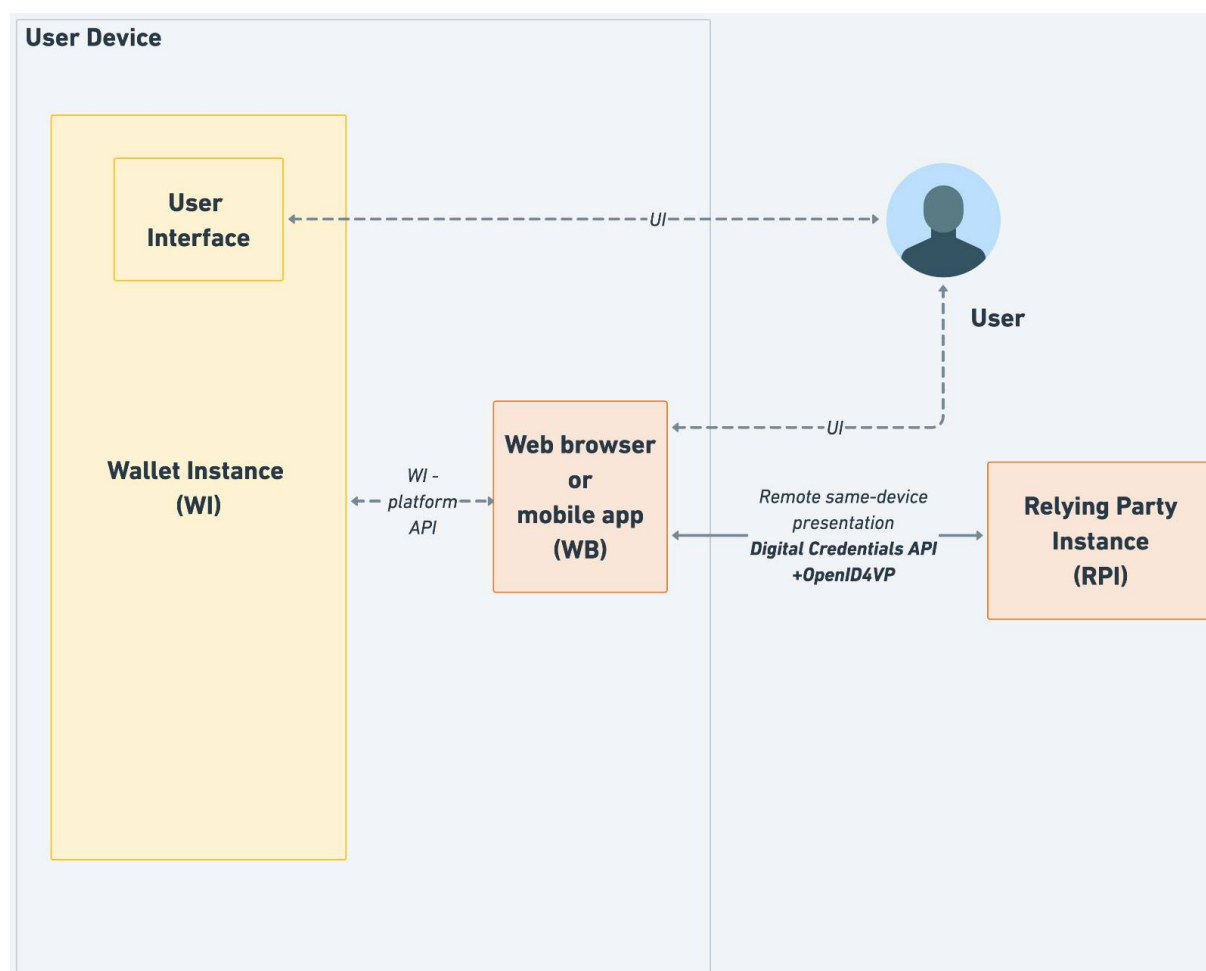 User Device
User
Interface
UI
User
Wallet Instance
(WI)
WI -
platform
API
Web browser
or
mobile app
(WB)
UI
Remote same-device
presentation
Digital Credentials API
+OpenID4VP
Relying Party
Instance
(RPI)